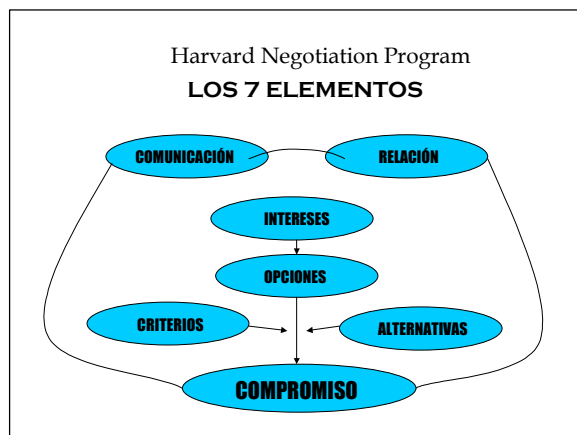 Harvard Negotiation Program
LOS 7 ELEMENTOS
COMUNICACIÓN
RELACIÓN
INTERESES
OPCIONES
CRITERIOS
ALTERNATIVAS
COMPROMISO